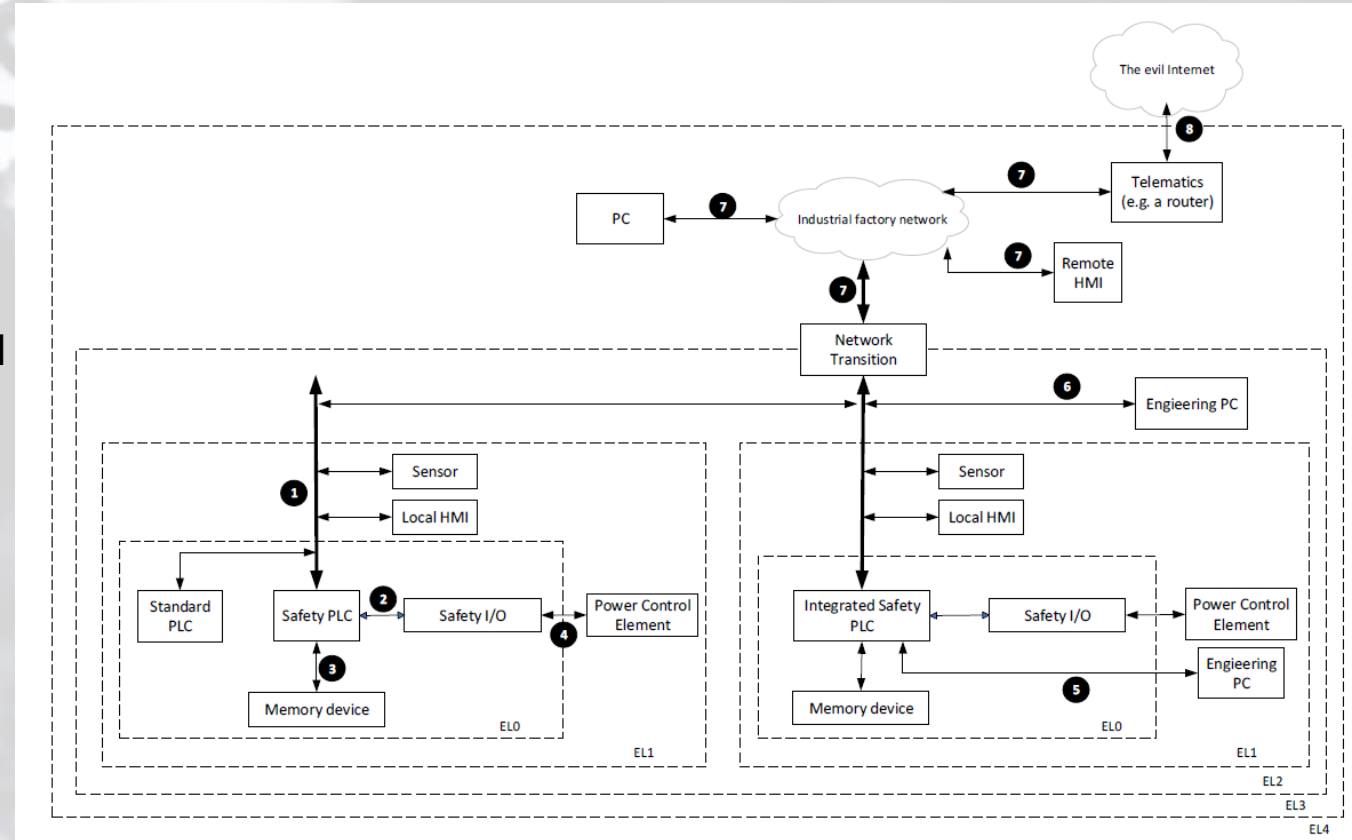 The evil Internet
8
Telematics
(e.g. a router)
7
7
PC
Industrial factory network
7
Remote
HMI
7
Network
Transition
6
Engieering PC
Sensor
Sensor
1
Local HMI
Local HMI
Standard
PLC
Safety PLC
2
Safety I/O
4
Power Control
Element
3
Memory device
EL0
EL1
Integrated Safety
PLC
Safety I/O
Power Control
Element
Engieering
PC
5
Memory device
EL0
EL1
EL2
EL3
EL4